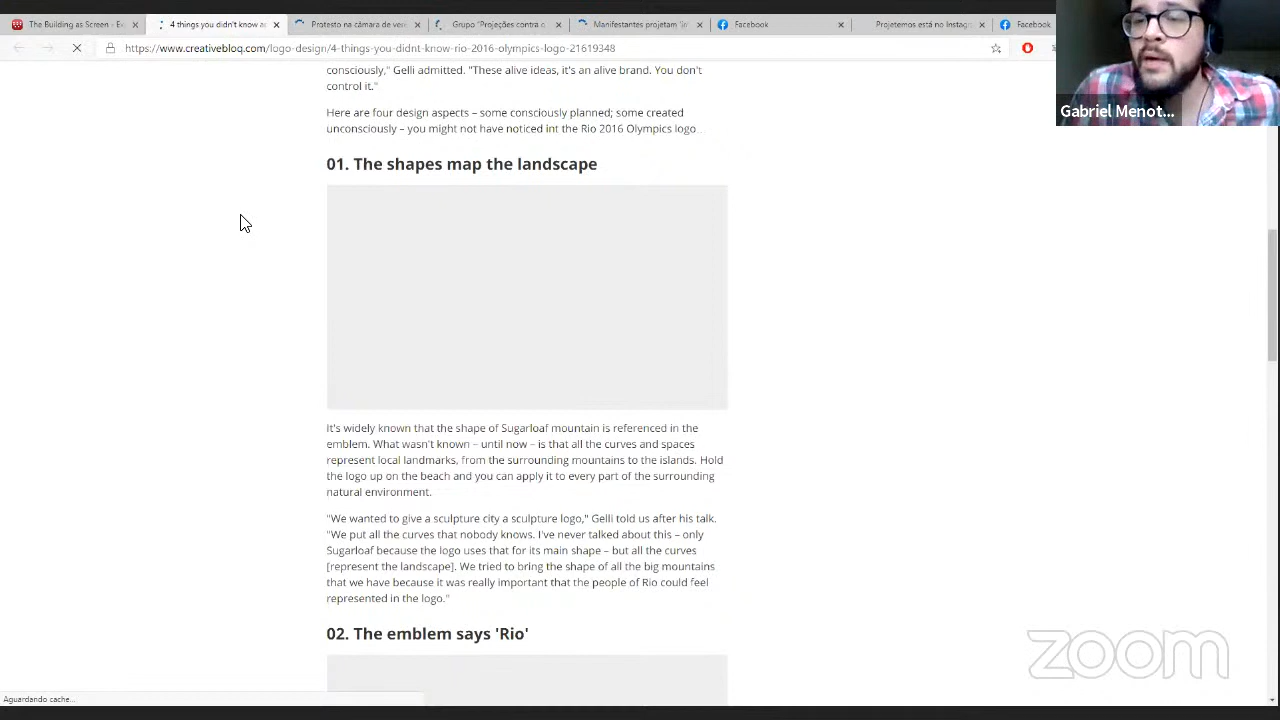 The Building as Screen - Ex
4 things you didn't know a
Protesto na câmara de ver
Grupo "Projeções contra o
Manifestantes projetam "in
Facebook
Projetemos está no Instagr
Facebook
https://www.creativebloq.com/logo-design/4-things-you-didnt-know-rio-2016-olympics-logo-21619348
Gabriel Menot...
consciously," Gelli admitted. "These alive ideas, it's an alive brand. You don't
control it."
Here are four design aspects – some consciously planned; some created
unconsciously – you might not have noticed int the Rio 2016 Olympics logo...
01. The shapes map the landscape
It's widely known that the shape of Sugarloaf mountain is referenced in the
emblem. What wasn't known – until now – is that all the curves and spaces
represent local landmarks, from the surrounding mountains to the islands. Hold
the logo up on the beach and you can apply it to every part of the surrounding
natural environment.
"We wanted to give a sculpture city a sculpture logo," Gelli told us after his talk.
"We put all the curves that nobody knows. I've never talked about this – only
Sugarloaf because the logo uses that for its main shape – but all the curves
[represent the landscape]. We tried to bring the shape of all the big mountains
that we have because it was really important that the people of Rio could feel
represented in the logo."
02. The emblem says 'Rio'
zoom
Aguardando cache...